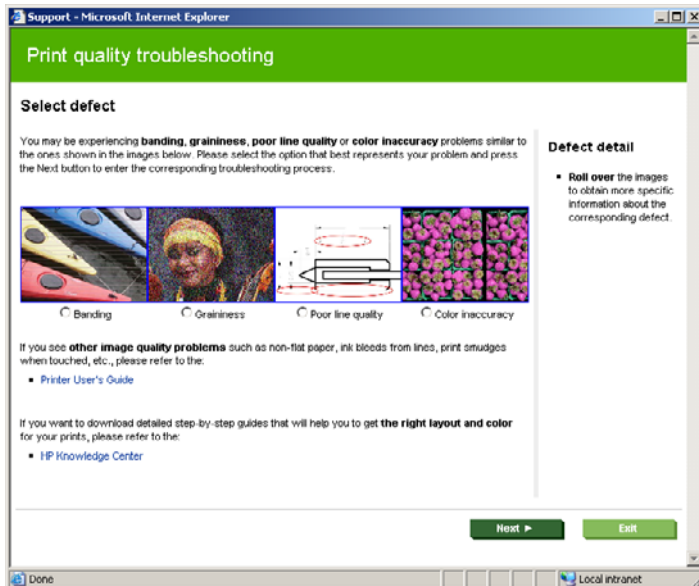 Support - Microsoft Internet Explorer
Print quality troubleshooting
Select defect
You may be experiencing banding, graininess, poor line quality or color inaccuracy problems similar to
the ones shown in the images below. Please select the option that best represents your problem and press
the Next button to enter the corresponding troubleshooting process.
Banding
Graininess
Poor line quality
Color inaccuracy
If you see other image quality problems such as non-flat paper, ink bleeds from lines, print smudges
when touched, etc., please refer to the:
Printer User's Guide
If you want to download detailed step-by-step guides that will help you to get the right layout and color
for your prints, please refer to the:
HP Knowledge Center
Defect detail
Roll over the images
to obtain more specific
information about the
corresponding defect.
Next
Exit
Done
Local intranet